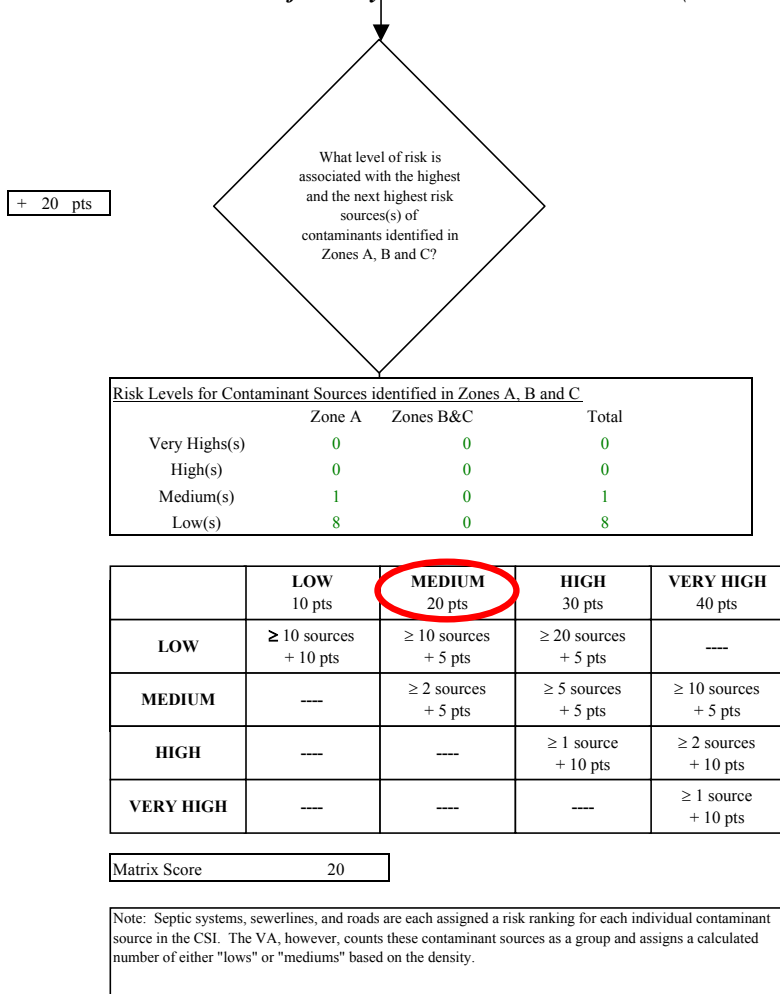 What level of risk is
associated with the highest
and the next highest risk
sources(s) of
contaminants identified in
Zones A, B and C?
+ 20 pts
Risk Levels for Contaminant Sources identified in Zones A, B and C
Zone A Zones B&C Total
Very Highs(s) 0 0 0
High(s) 0 0 0
Medium(s) 1 0 1
Low(s) 8 0 8
LOW MEDIUM HIGH VERY HIGH
10 pts 20 pts 30 pts 40 pts
LOW ≥ 10 sources + 10 pts ≥ 10 sources + 5 pts ≥ 20 sources + 5 pts ----
MEDIUM ---- ≥ 2 sources + 5 pts ≥ 5 sources + 5 pts ≥ 10 sources + 5 pts
HIGH ---- ---- ≥ 1 source + 10 pts ≥ 2 sources + 10 pts
VERY HIGH ---- ---- ---- ≥ 1 source + 10 pts
Matrix Score 20
Note: Septic systems, sewerlines, and roads are each assigned a risk ranking for each individual contaminant
source in the CSI. The VA, however, counts these contaminant sources as a group and assigns a calculated
number of either "lows" or "mediums" based on the density.